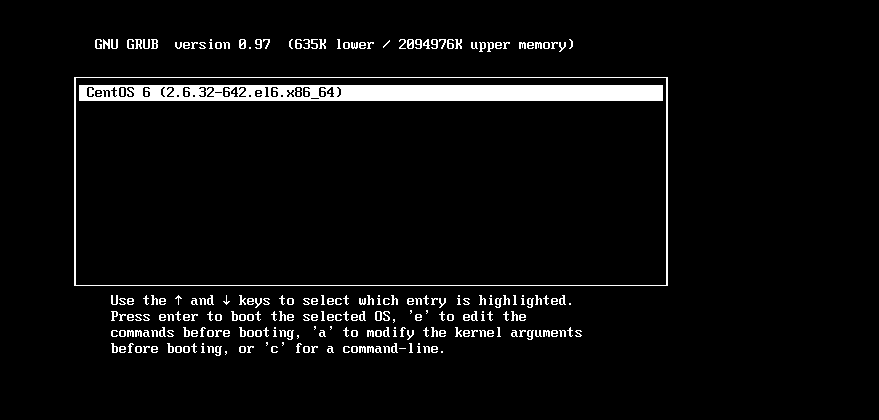 GNU GRUB  version 0.97  (635K lower / 2094976K upper memory)
CentOS 6 (2.6.32-642.el6.x86_64)
Use the ↑ and ↓ keys to select which entry is highlighted.
Press enter to boot the selected OS, 'e' to edit the
commands before booting, 'a' to modify the kernel arguments
before booting, or 'c' for a command-line.